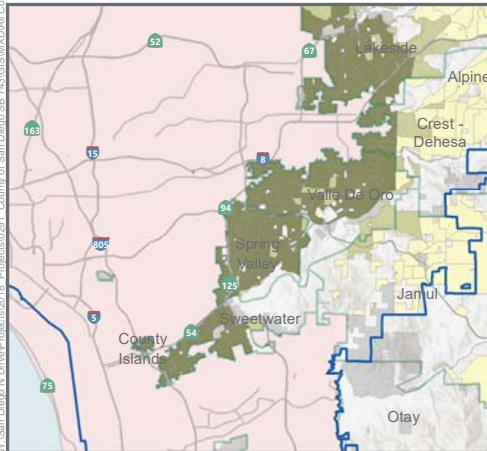 52
67
Lakeside
Alpine
163
Crest -
Dehesa
15
8
94
Valle De Oro
805
Spring
Valley
125
Jamul
5
54
Sweetwater
County
Islands
75
Otay